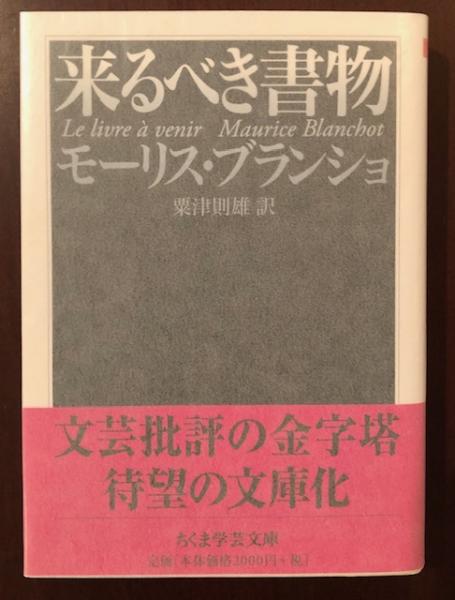 来るべき書物
Le livre à venir Maurice Blanchot
モーリス・ブランショ
粟津則雄 訳
文芸批評の金字塔
待望の文庫化
ちくま学芸文庫
定価[本体価格2000円+税]